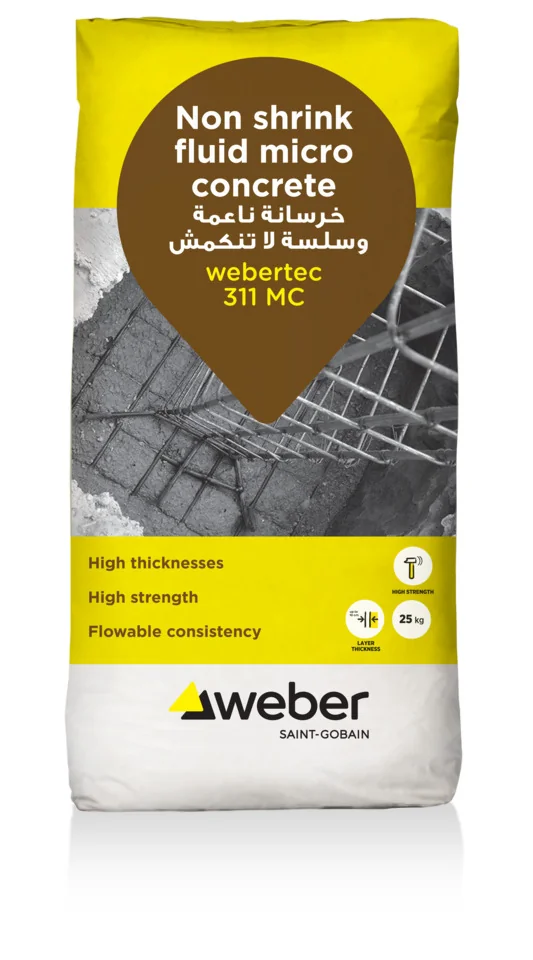 Non shrink
fluid micro
concrete
خرسانة ناعمة
وسلسة لا تنكمش
webertec
311 MC
High thicknesses
High strength
Flowable consistency
HIGH STRENGTH
25 kg
LAYER
THICKNESS
weber
SAINT-GOBAIN